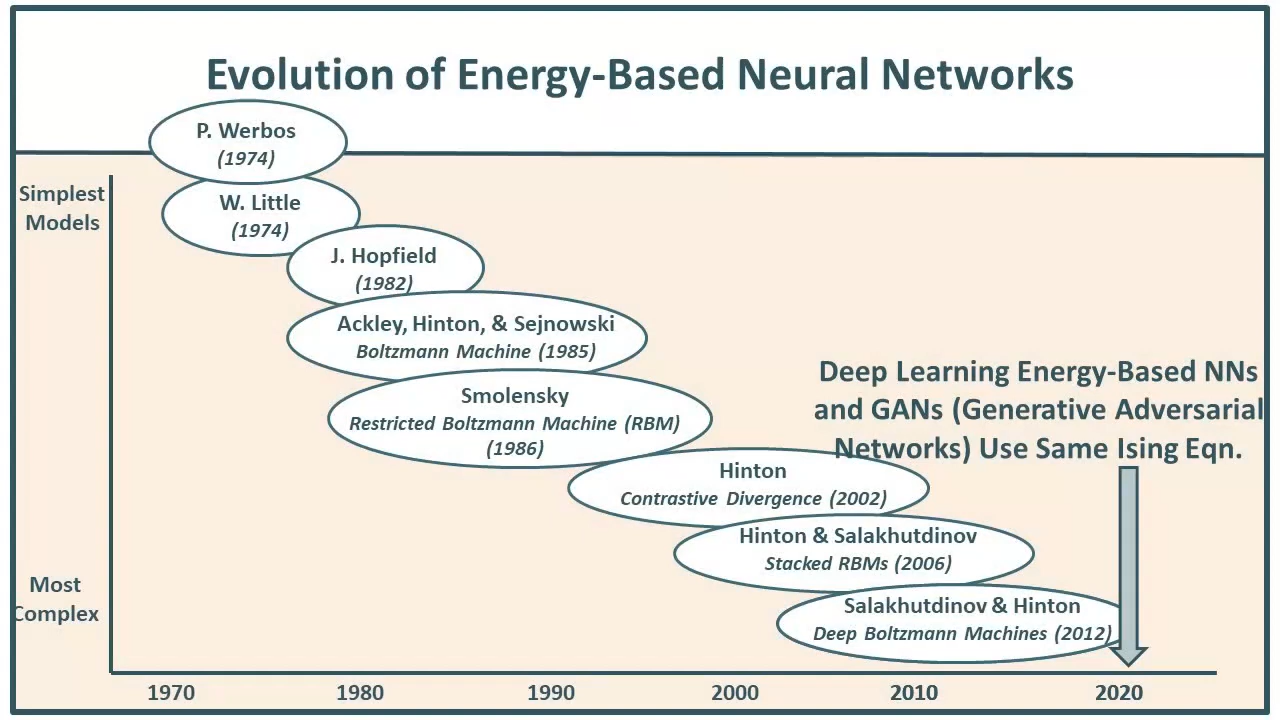 Evolution of Energy-Based Neural Networks
P. Werbos
(1974)
Simplest
Models
W. Little
(1974)
J. Hopfield
(1982)
Ackley, Hinton, & Sejnowski
Boltzmann Machine (1985)
Smolensky
Restricted Boltzmann Machine (RBM)
(1986)
Deep Learning Energy-Based NNs
and GANs (Generative Adversarial
Networks) Use Same Ising Eqn.
Hinton
Contrastive Divergence (2002)
Hinton & Salakhutdinov
Stacked RBMs (2006)
Salakhutdinov & Hinton
Deep Boltzmann Machines (2012)
Most
Complex
1970 1980 1990 2000 2010 2020